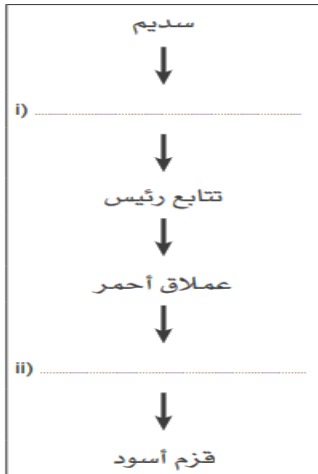 سديم
i)
تتابع رئيس
عملاق أحمر
ii)
قزم أسود